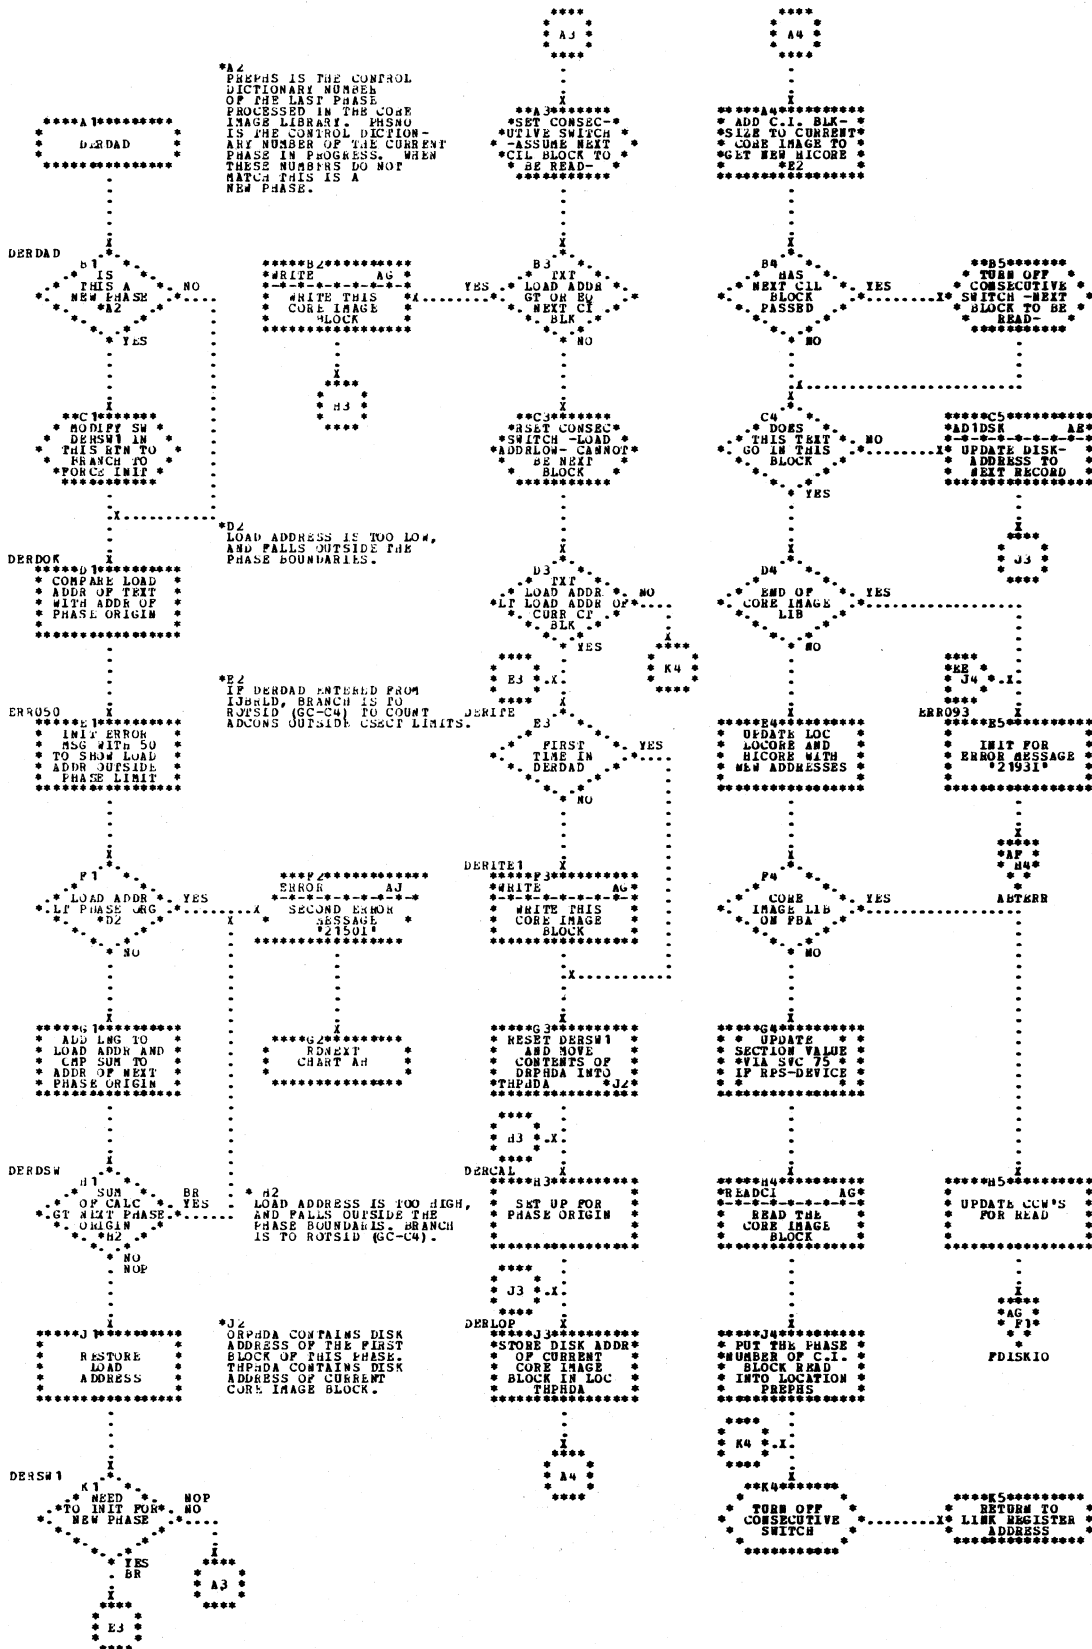 A3
A4
*A2
PREPHS IS THE CONTROL
DICTIONARY NUMBER
OF THE LAST PHASE
PROCESSED IN THE CORE
IMAGE LIBRARY. PHSNO
IS THE CONTROL DICTION-
ARY NUMBER OF THE CURRENT
PHASE IN PROGRESS. WHEN
THESE NUMBERS DO NOT
MATCH THIS IS A
NEW PHASE.
A1
DERDAD
A3
SET CONSEC-
UTIVE SWITCH
-ASSUME NEXT
CIL BLOCK TO
BE READ-
A4
ADD C.I. BLK-
SIZE TO CURRENT
CORE IMAGE TO
GET NEW HICORE
*E2
DERDAD
B1
IS
THIS A
NEW PHASE
*A2
NO
YES
B2
WRITE AG
WRITE THIS
CORE IMAGE
BLOCK
H3
B3
TXT
LOAD ADDR
GT OR EQ
NEXT CI
BLK
YES
NO
B4
HAS
NEXT CIL
BLOCK
PASSED
YES
NO
B5
TURN OFF
CONSECUTIVE
SWITCH -NEXT
BLOCK TO BE
READ-
C1
MODIFY SW
DERSW1 IN
THIS RTN TO
BRANCH TO
FORCE INIT
C3
RSET CONSEC
SWITCH -LOAD
ADDRLOW- CANNOT
BE NEXT
BLOCK
C4
DOES
THIS TEXT
GO IN THIS
BLOCK
NO
YES
C5
AD1DSK AE
UPDATE DISK-
ADDRESS TO
NEXT RECORD
J3
*D2
LOAD ADDRESS IS TOO LOW,
AND FALLS OUTSIDE THE
PHASE BOUNDARIES.
DERDOK
D1
COMPARE LOAD
ADDR OF TEXT
WITH ADDR OF
PHASE ORIGIN
D3
TXT
LOAD ADDR
LT LOAD ADDR OF
CURR CI
BLK
NO
YES
K4
E3
D4
END OF
CORE IMAGE
LIB
YES
NO
KE
J4
*E2
IF DERDAD ENTERED FROM
IJBRLD, BRANCH IS TO
ROTSID (GC-C4) TO COUNT
ADCONS OUTSIDE CSECT LIMITS.
ERR050
E1
INIT ERROR
MSG WITH 50
TO SHOW LOAD
ADDR OUTSIDE
PHASE LIMIT
DERITE
E3
FIRST
TIME IN
DERDAD
YES
NO
E4
UPDATE LOC
LOCORE AND
HICORE WITH
NEW ADDRESSES
ERR093
E5
INIT FOR
ERROR MESSAGE
'2193I'
AF
H4
ABTERR
F1
LOAD ADDR
LT PHASE ORG
*D2
YES
NO
F2
ERROR AJ
SECOND ERROR
MESSAGE
'2150I'
DERITE1
F3
WRITE AG
WRITE THIS
CORE IMAGE
BLOCK
F4
CORE
IMAGE LIB
ON FBA
YES
NO
G1
ADD LNG TO
LOAD ADDR AND
CMP SUM TO
ADDR OF NEXT
PHASE ORIGIN
G2
RDNEXT
CHART AH
G3
RESET DERSW1
AND MOVE
CONTENTS OF
DRPHDA INTO
THPHDA *J2
G4
UPDATE
SECTION VALUE
VIA SVC 75
IF RPS-DEVICE
H3
DERDSW
H1
SUM
OF CALC
GT NEXT PHASE
ORIGIN
*H2
BR
YES
NO
NOP
* H2
LOAD ADDRESS IS TOO HIGH,
AND FALLS OUTSIDE THE
PHASE BOUNDARIS. BRANCH
IS TO ROTSID (GC-C4).
DERCAL
H3
SET UP FOR
PHASE ORIGIN
H4
READCI AG
READ THE
CORE IMAGE
BLOCK
H5
UPDATE CCW'S
FOR READ
J3
AG
F1
FDISKIO
J1
RESTORE
LOAD
ADDRESS
*J2
ORPHDA CONTAINS DISK
ADDRESS OF THE FIRST
BLOCK OF THIS PHASE.
THPHDA CONTAINS DISK
ADDRESS OF CURRENT
CORE IMAGE BLOCK.
DERLOP
J3
STORE DISK ADDR
OF CURRENT
CORE IMAGE
BLOCK IN LOC
THPHDA
J4
PUT THE PHASE
NUMBER OF C.I.
BLOCK READ
INTO LOCATION
PREPHS
A4
K4
DERSW1
K1
NEED
TO INIT FOR
NEW PHASE
NOP
NO
YES
BR
A3
E3
K4
TURN OFF
CONSECUTIVE
SWITCH
K5
RETURN TO
LINK REGISTER
ADDRESS